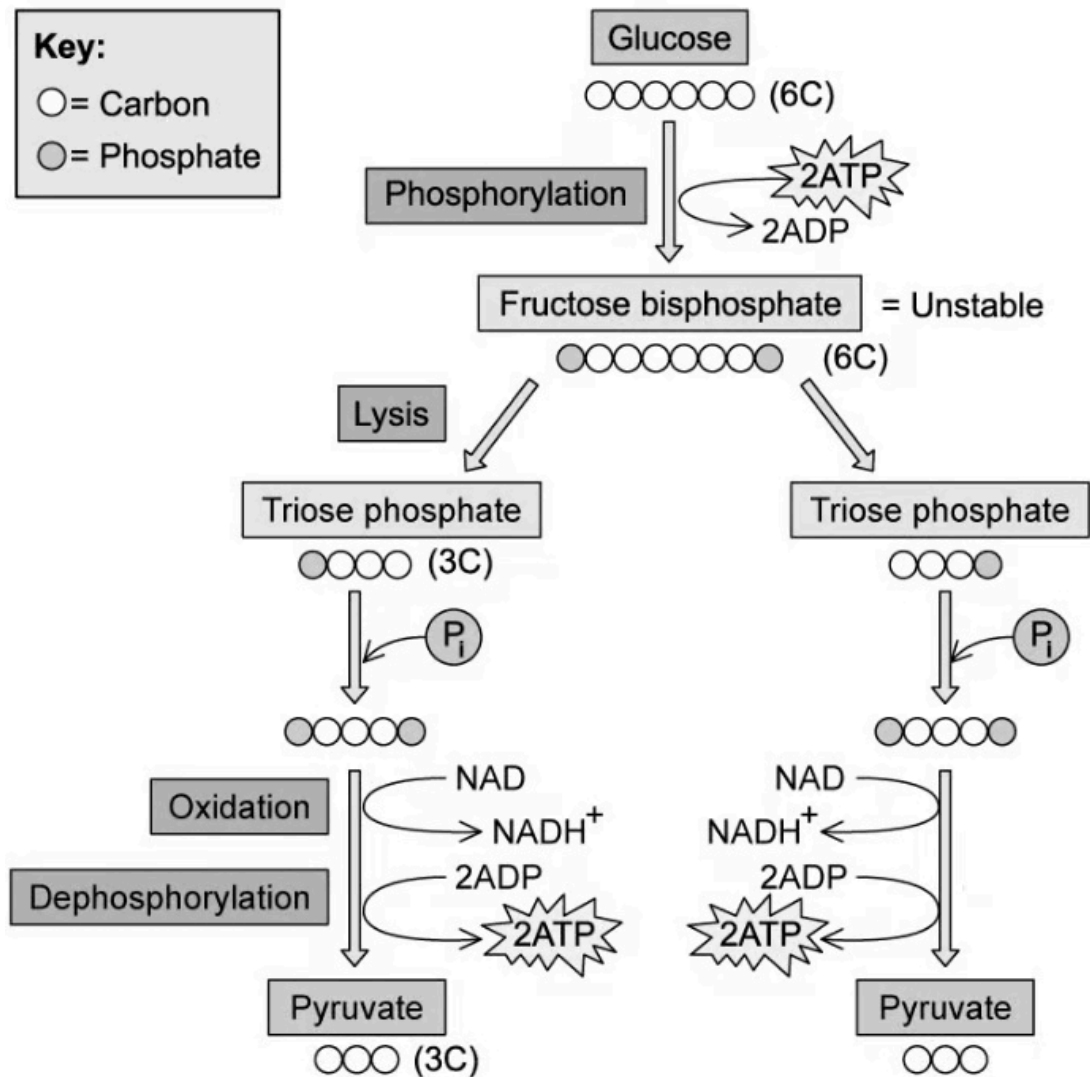 Key:
= Carbon
= Phosphate
Glucose
(6C)
Phosphorylation
2ATP
2ADP
Fructose bisphosphate = Unstable
(6C)
Lysis
Triose phosphate
Triose phosphate
(3C)
Pi
Pi
Oxidation
NAD
NADH+
NAD
NADH+
Dephosphorylation
2ADP
2ATP
2ADP
2ATP
Pyruvate
Pyruvate
(3C)